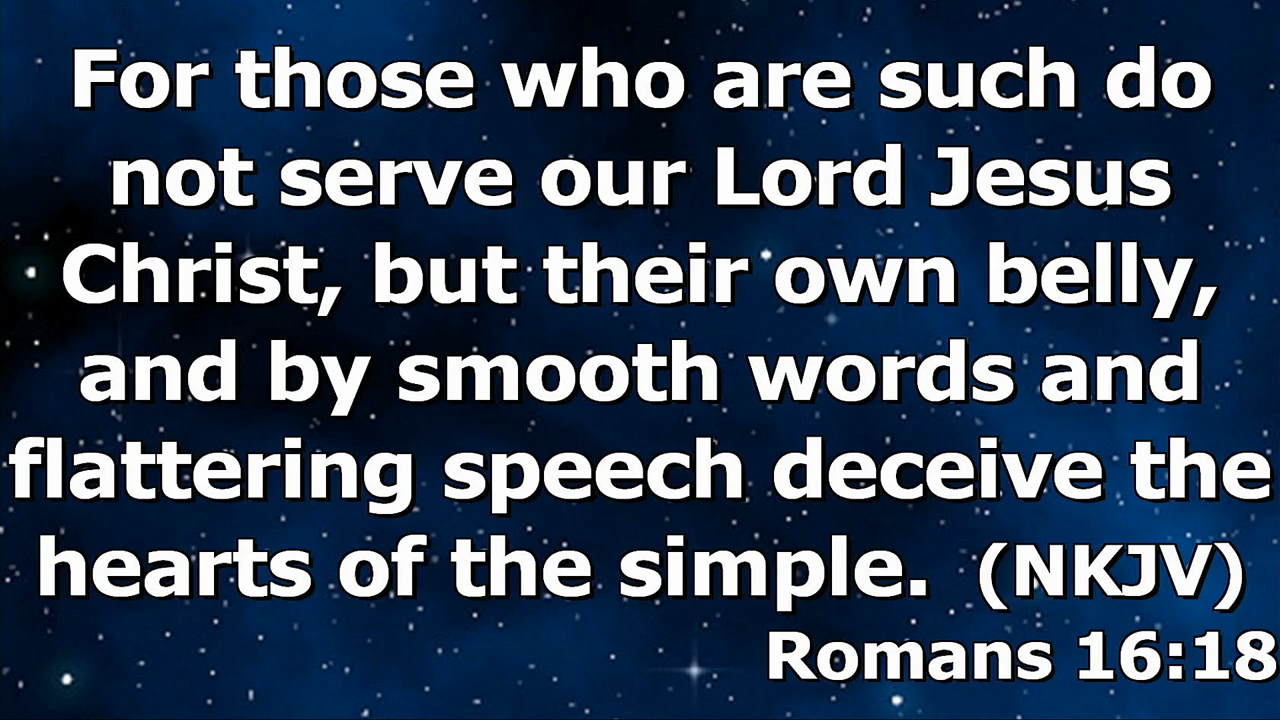 For those who are such do
not serve our Lord Jesus
Christ, but their own belly,
and by smooth words and
flattering speech deceive the
hearts of the simple. (NKJV)
Romans 16:18